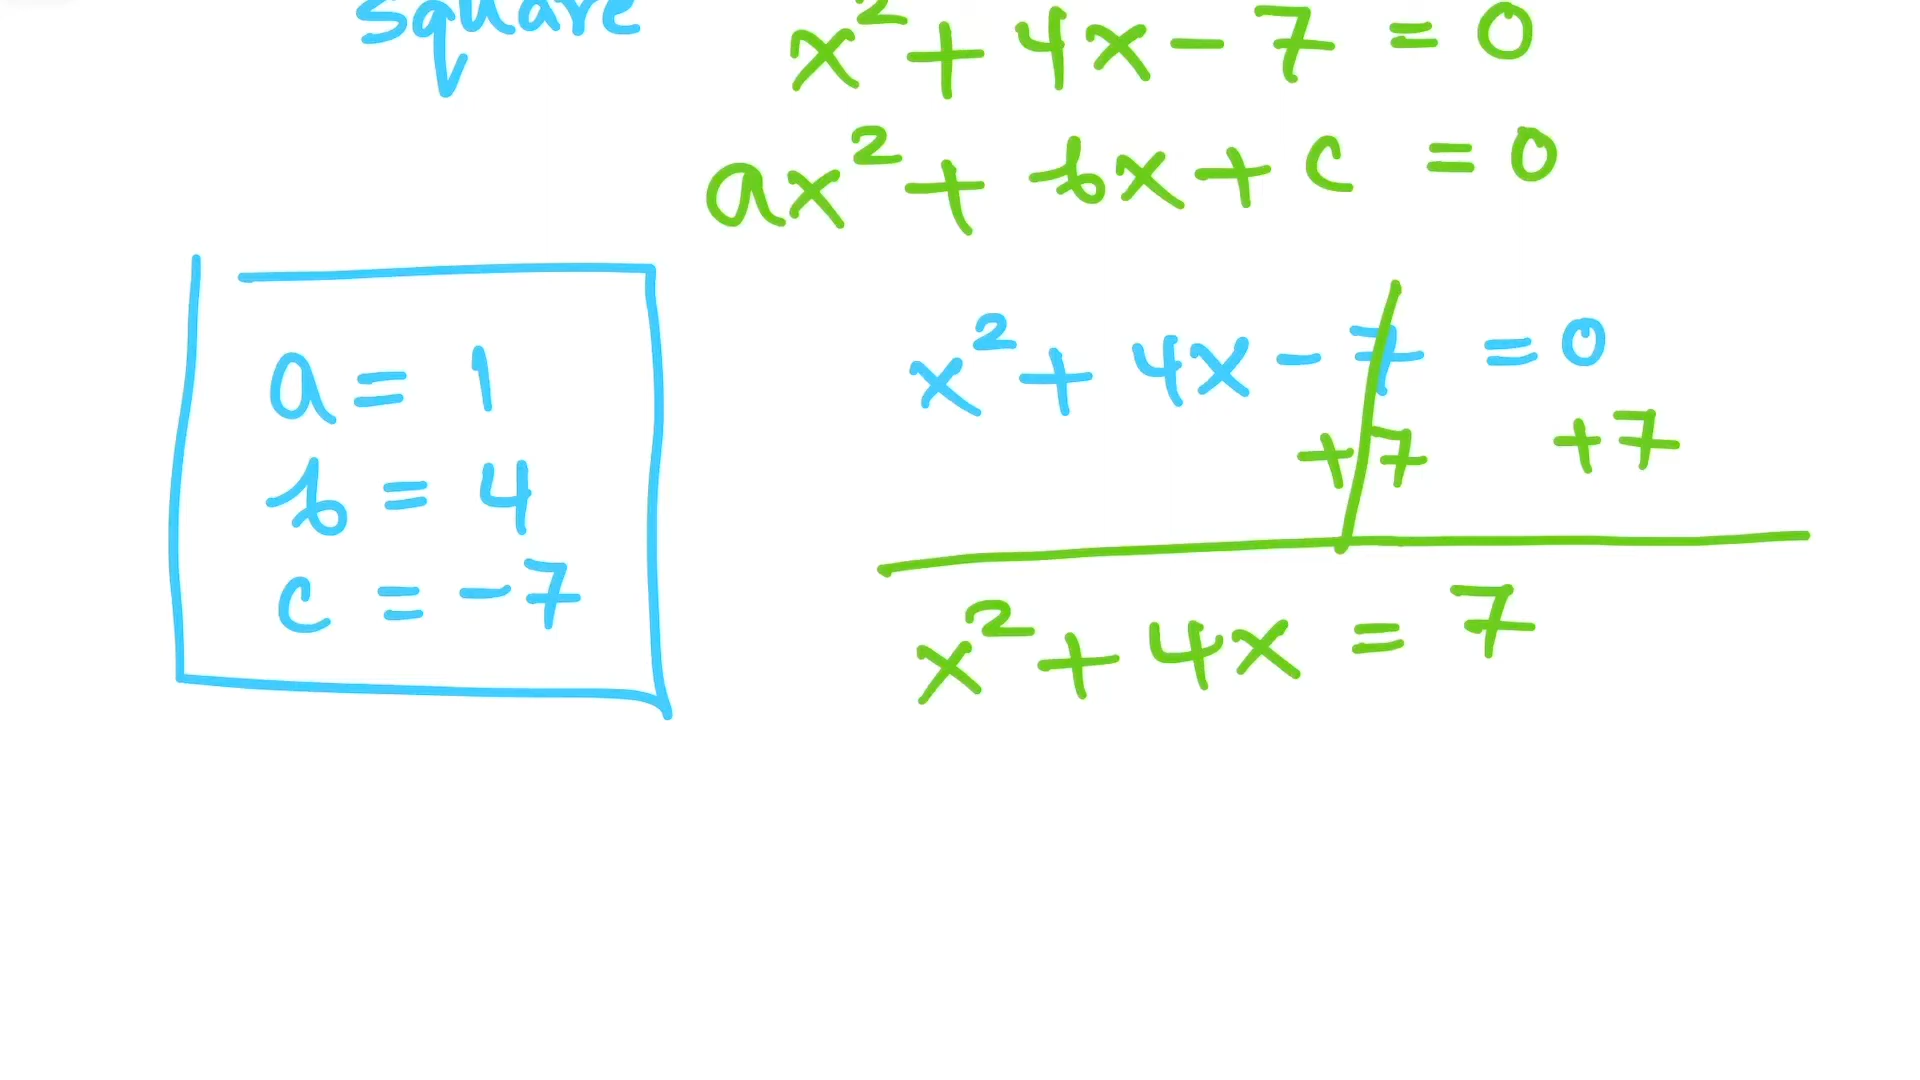 square
x² + 4x - 7 = 0
ax² + bx + c = 0
a = 1
b = 4
c = -7
x² + 4x - 7 = 0
+7 +7
x² + 4x = 7